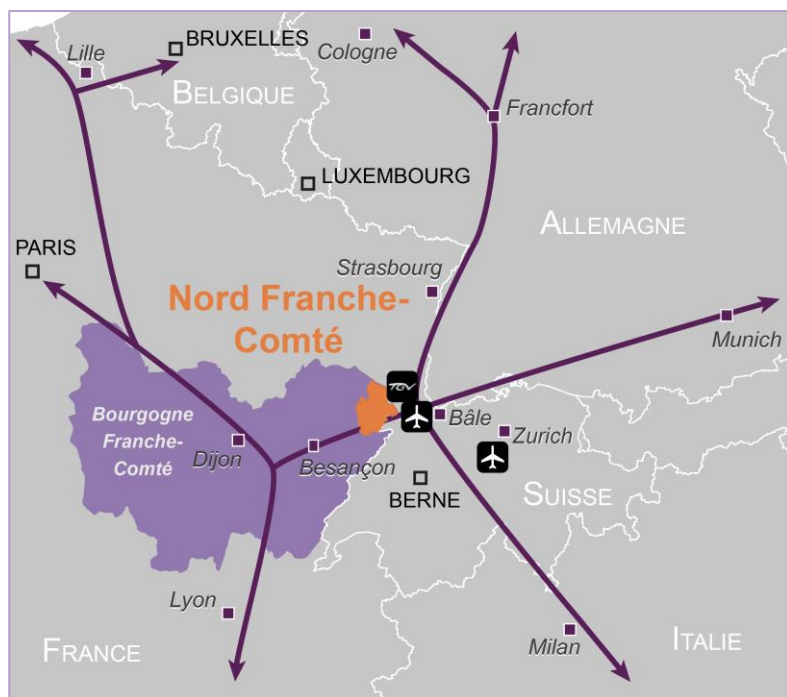 BRUXELLES
Lille
Cologne
BELGIQUE
Francfort
LUXEMBOURG
ALLEMAGNE
PARIS
Strasbourg
Nord Franche-
Comté
Munich
TGV
Bourgogne
Franche-
Comté
Bâle
Zurich
Dijon
Besançon
BERNE
SUISSE
Lyon
Milan
ITALIE
FRANCE